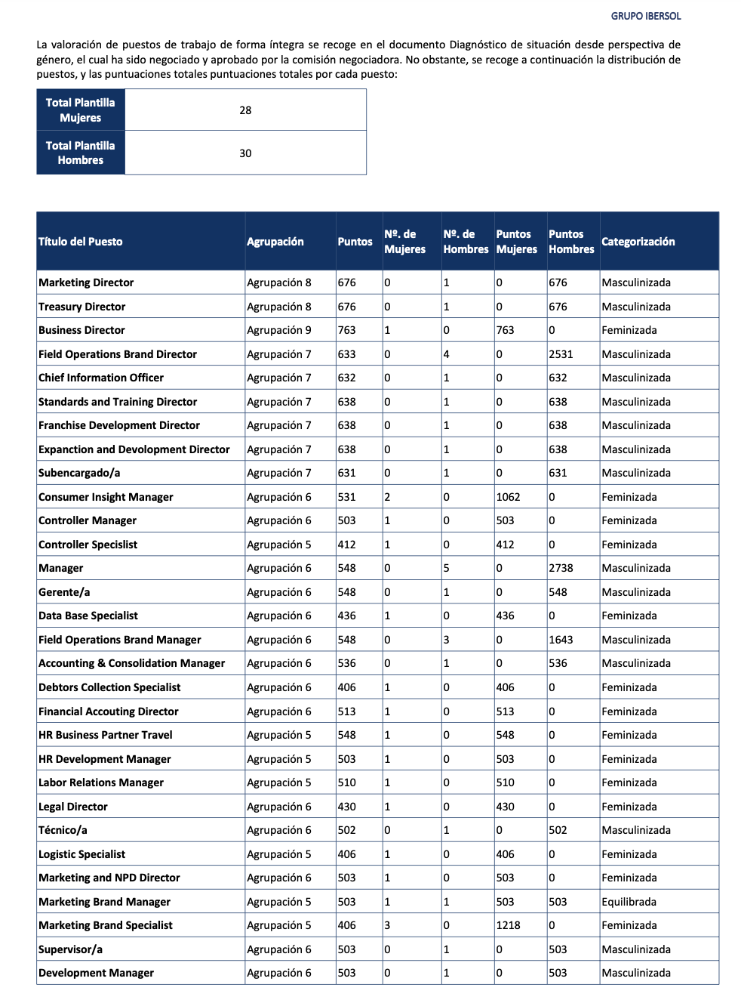 GRUPO IBERSOL
La valoración de puestos de trabajo de forma íntegra se recoge en el documento Diagnóstico de situación desde perspectiva de
género, el cual ha sido negociado y aprobado por la comisión negociadora. No obstante, se recoge a continuación la distribución de
puestos, y las puntuaciones totales puntuaciones totales por cada puesto:
Total Plantilla
Mujeres
28
Total Plantilla
Hombres
30
Título del Puesto Agrupación Puntos Nº. de Mujeres Nº. de Hombres Puntos Mujeres Puntos Hombres Categorización
Marketing Director Agrupación 8 676 0 1 0 676 Masculinizada
Treasury Director Agrupación 8 676 0 1 0 676 Masculinizada
Business Director Agrupación 9 763 1 0 763 0 Feminizada
Field Operations Brand Director Agrupación 7 633 0 4 0 2531 Masculinizada
Chief Information Officer Agrupación 7 632 0 1 0 632 Masculinizada
Standards and Training Director Agrupación 7 638 0 1 0 638 Masculinizada
Franchise Development Director Agrupación 7 638 0 1 0 638 Masculinizada
Expanction and Devolopment Director Agrupación 7 638 0 1 0 638 Masculinizada
Subencargado/a Agrupación 7 631 0 1 0 631 Masculinizada
Consumer Insight Manager Agrupación 6 531 2 0 1062 0 Feminizada
Controller Manager Agrupación 6 503 1 0 503 0 Feminizada
Controller Specislist Agrupación 5 412 1 0 412 0 Feminizada
Manager Agrupación 6 548 0 5 0 2738 Masculinizada
Gerente/a Agrupación 6 548 0 1 0 548 Masculinizada
Data Base Specialist Agrupación 6 436 1 0 436 0 Feminizada
Field Operations Brand Manager Agrupación 6 548 0 3 0 1643 Masculinizada
Accounting & Consolidation Manager Agrupación 6 536 0 1 0 536 Masculinizada
Debtors Collection Specialist Agrupación 6 406 1 0 406 0 Feminizada
Financial Accouting Director Agrupación 6 513 1 0 513 0 Feminizada
HR Business Partner Travel Agrupación 5 548 1 0 548 0 Feminizada
HR Development Manager Agrupación 5 503 1 0 503 0 Feminizada
Labor Relations Manager Agrupación 5 510 1 0 510 0 Feminizada
Legal Director Agrupación 6 430 1 0 430 0 Feminizada
Técnico/a Agrupación 6 502 0 1 0 502 Masculinizada
Logistic Specialist Agrupación 5 406 1 0 406 0 Feminizada
Marketing and NPD Director Agrupación 6 503 1 0 503 0 Feminizada
Marketing Brand Manager Agrupación 5 503 1 1 503 503 Equilibrada
Marketing Brand Specialist Agrupación 5 406 3 0 1218 0 Feminizada
Supervisor/a Agrupación 6 503 0 1 0 503 Masculinizada
Development Manager Agrupación 6 503 0 1 0 503 Masculinizada